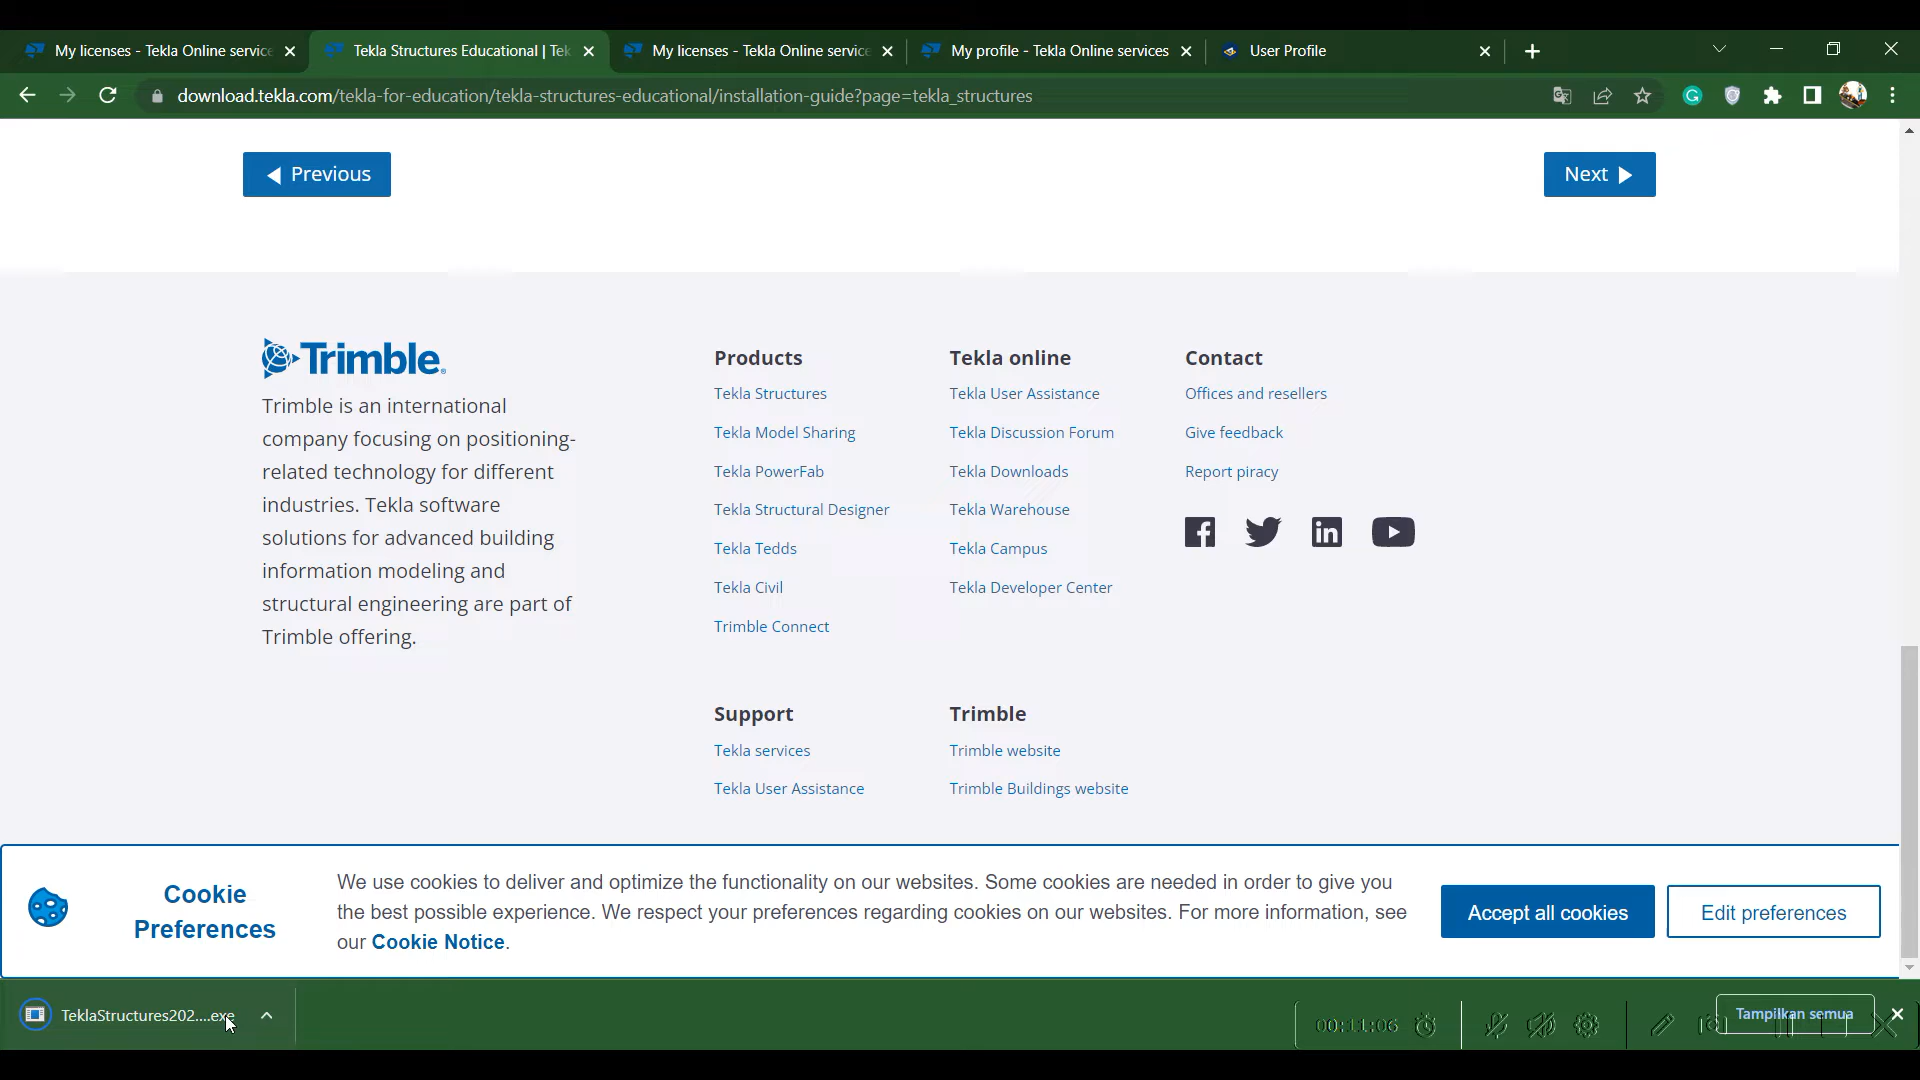 My licenses - Tekla Online service
Tekla Structures Educational | Tek
My licenses - Tekla Online service
My profile - Tekla Online services
User Profile
download.tekla.com/tekla-for-education/tekla-structures-educational/installation-guide?page=tekla_structures
Previous
Next
Trimble
Trimble is an international
company focusing on positioning-
related technology for different
industries. Tekla software
solutions for advanced building
information modeling and
structural engineering are part of
Trimble offering.
Products
Tekla Structures
Tekla Model Sharing
Tekla PowerFab
Tekla Structural Designer
Tekla Tedds
Tekla Civil
Trimble Connect
Tekla online
Tekla User Assistance
Tekla Discussion Forum
Tekla Downloads
Tekla Warehouse
Tekla Campus
Tekla Developer Center
Contact
Offices and resellers
Give feedback
Report piracy
Support
Tekla services
Tekla User Assistance
Trimble
Trimble website
Trimble Buildings website
Cookie
Preferences
We use cookies to deliver and optimize the functionality on our websites. Some cookies are needed in order to give you
the best possible experience. We respect your preferences regarding cookies on our websites. For more information, see
our Cookie Notice.
Accept all cookies
Edit preferences
TeklaStructures202....exe
00:11:06
Tampilkan semua